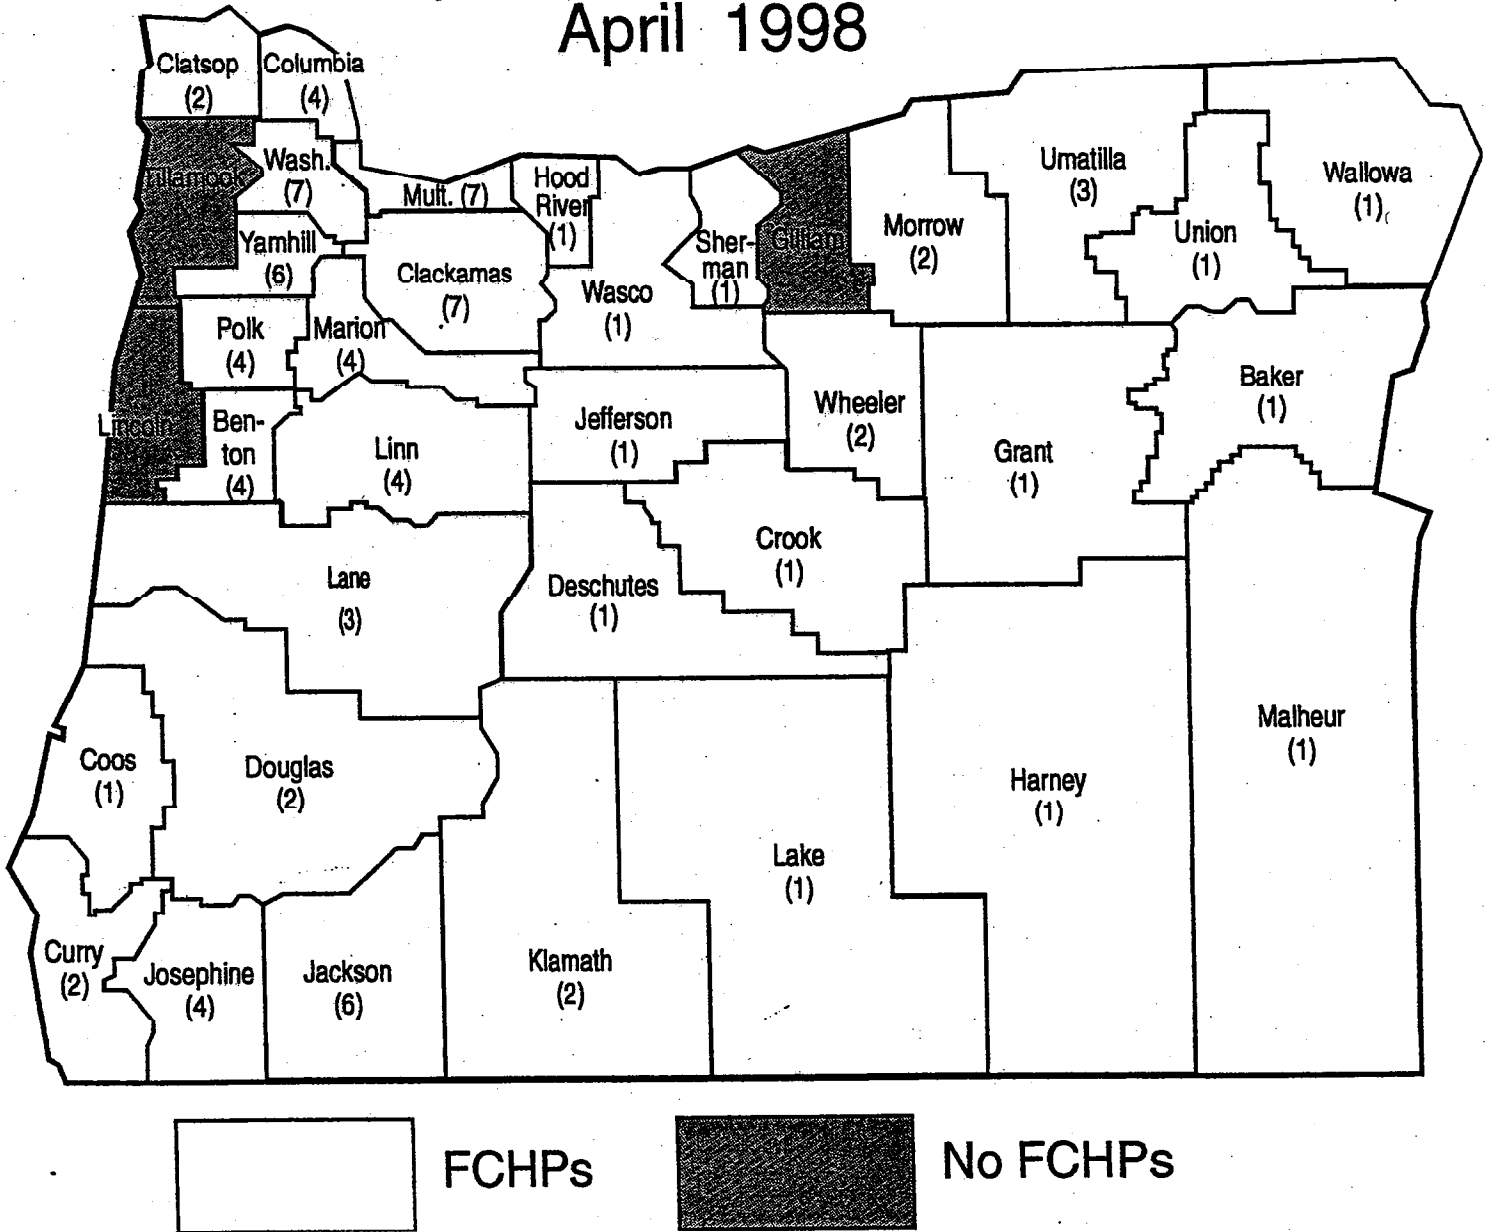 April 1998
Clatsop
(2)
Columbia
(4)
Tillamook
Wash.
(7)
Mult. (7)
Hood
River
(1)
Yamhill
(6)
Clackamas
(7)
Wasco
(1)
Sher-
man
(1)
Gilliam
Morrow
(2)
Umatilla
(3)
Union
(1)
Wallowa
(1)
Polk
(4)
Marion
(4)
Lincoln
Ben-
ton
(4)
Linn
(4)
Jefferson
(1)
Wheeler
(2)
Grant
(1)
Baker
(1)
Lane
(3)
Deschutes
(1)
Crook
(1)
Coos
(1)
Douglas
(2)
Harney
(1)
Malheur
(1)
Curry
(2)
Josephine
(4)
Jackson
(6)
Klamath
(2)
Lake
(1)
FCHPs
No FCHPs